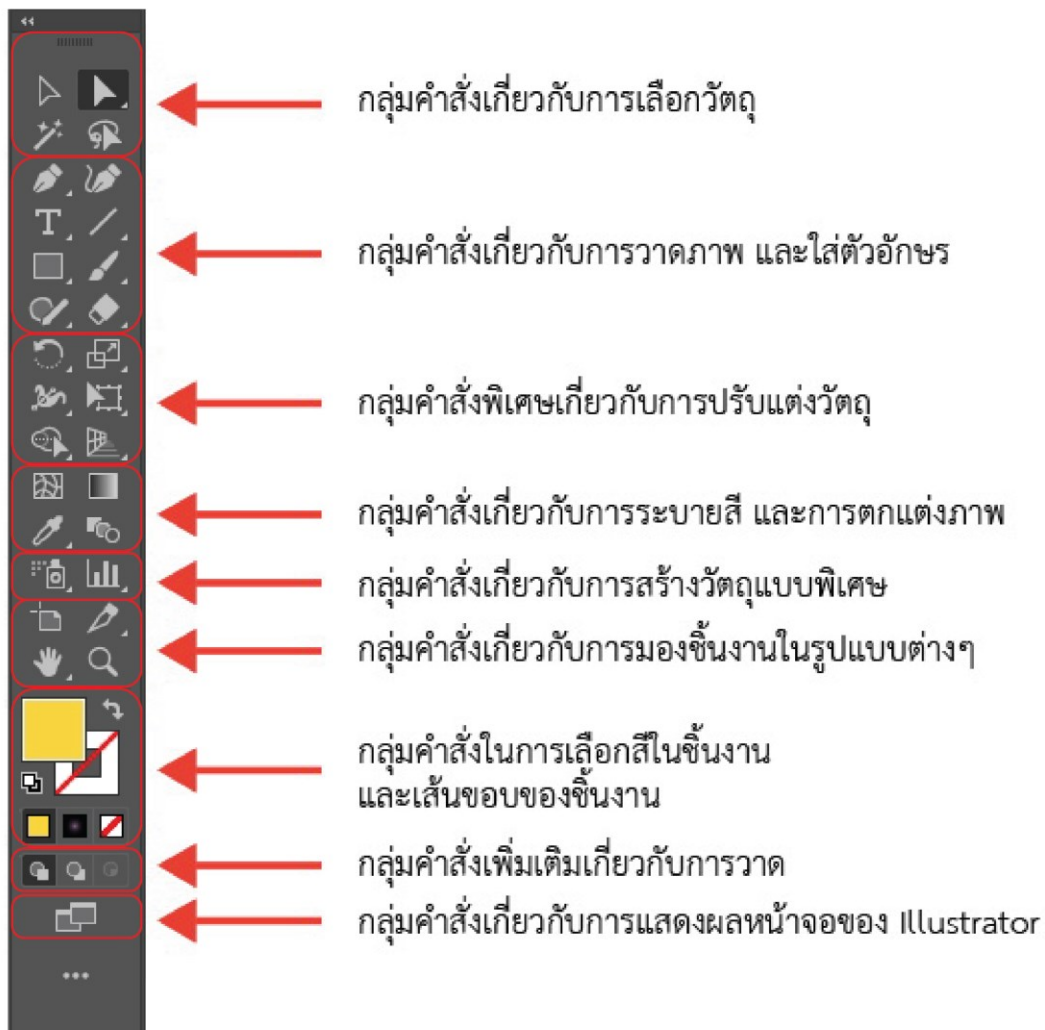 กลุ่มคำสั่งเกี่ยวกับการเลือกวัตถุ
กลุ่มคำสั่งเกี่ยวกับการวาดภาพ และใส่ตัวอักษร
กลุ่มคำสั่งพิเศษเกี่ยวกับการปรับแต่งวัตถุ
กลุ่มคำสั่งเกี่ยวกับการระบายสี และการตกแต่งภาพ
กลุ่มคำสั่งเกี่ยวกับการสร้างวัตถุแบบพิเศษ
กลุ่มคำสั่งเกี่ยวกับการมองชิ้นงานในรูปแบบต่างๆ
กลุ่มคำสั่งในการเลือกสีในชิ้นงาน
และเส้นขอบของชิ้นงาน
กลุ่มคำสั่งเพิ่มเติมเกี่ยวกับการวาด
กลุ่มคำสั่งเกี่ยวกับการแสดงผลหน้าจอของ Illustrator